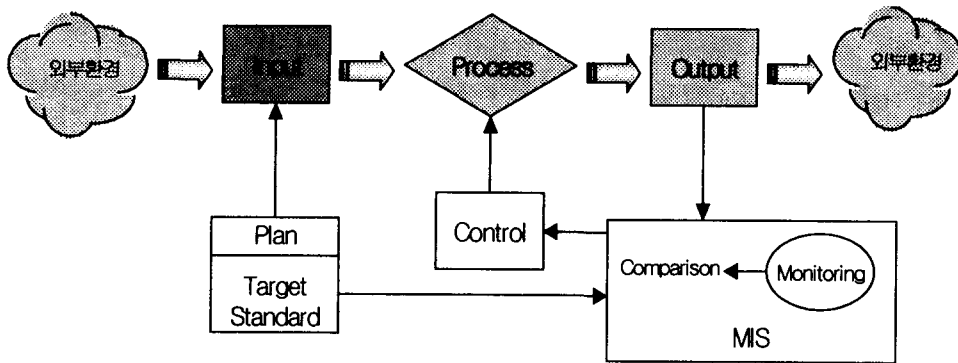 외부환경
Input
Process
Output
외부환경
Plan
Target
Standard
Control
Comparison
Monitoring
MIS